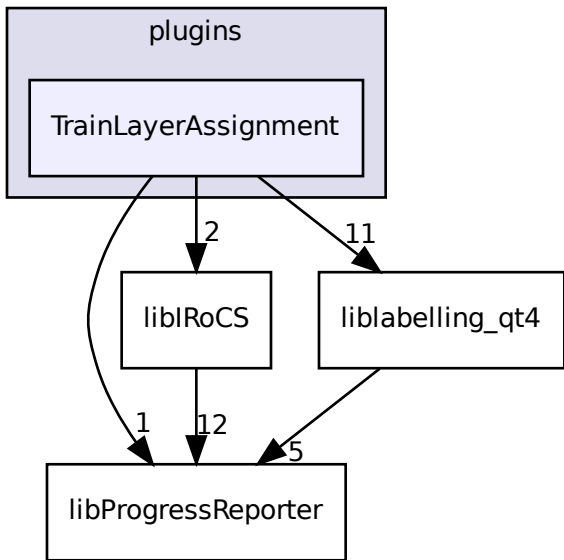 plugins
TrainLayerAssignment
2
11
libIRoCS
liblabelling_qt4
1
12
5
libProgressReporter